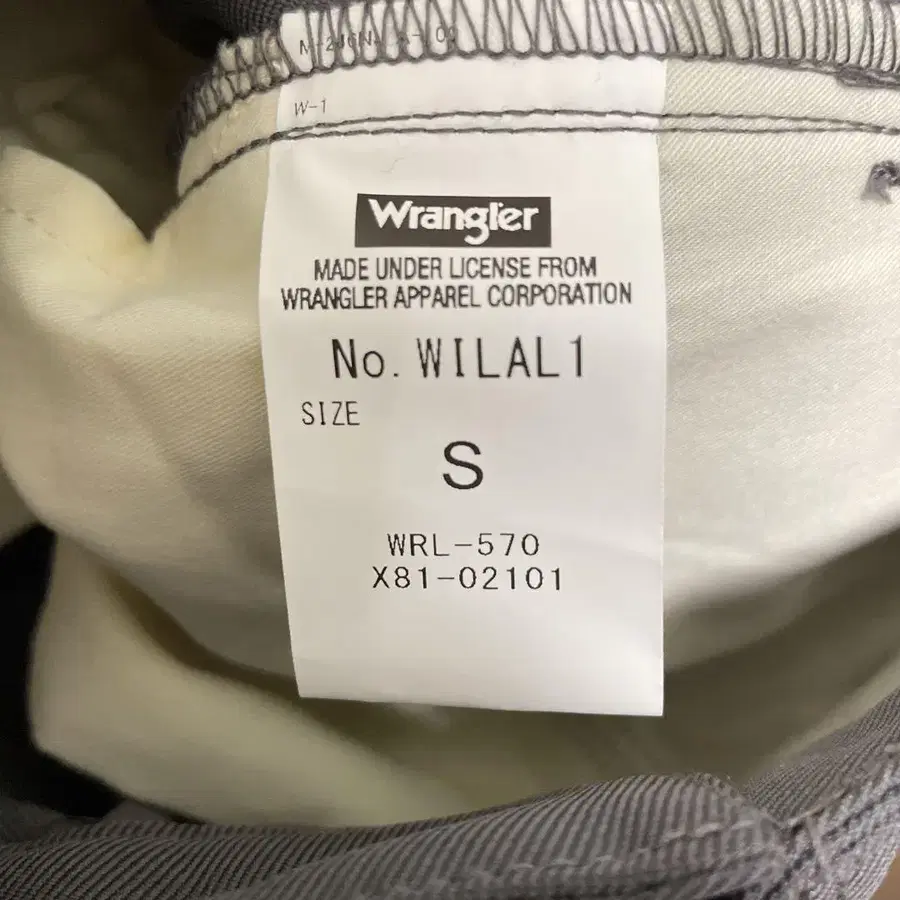 W-1
Wrangler
MADE UNDER LICENSE FROM
WRANGLER APPAREL CORPORATION
No. WILAL1
SIZE
S
WRL-570
X81-02101